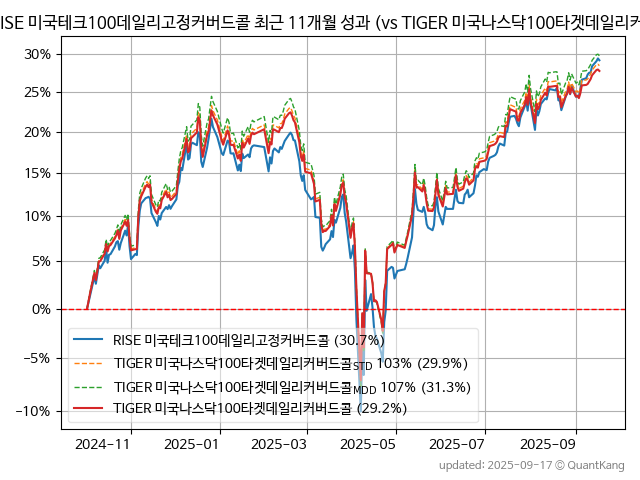 RISE 미국테크100데일리고정커버드콜 최근 11개월 성과 (vs TIGER 미국나스닥100타겟데일리커
30%
25%
20%
15%
10%
5%
0%
−5%
−10%
RISE 미국테크100데일리고정커버드콜 (30.7%)
TIGER 미국나스닥100타겟데일리커버드콜STD 103% (29.9%)
TIGER 미국나스닥100타겟데일리커버드콜MDD 107% (31.3%)
TIGER 미국나스닥100타겟데일리커버드콜 (29.2%)
2024−11 2025−01 2025−03 2025−05 2025−07 2025−09
updated: 2025-09-17 © QuantKang